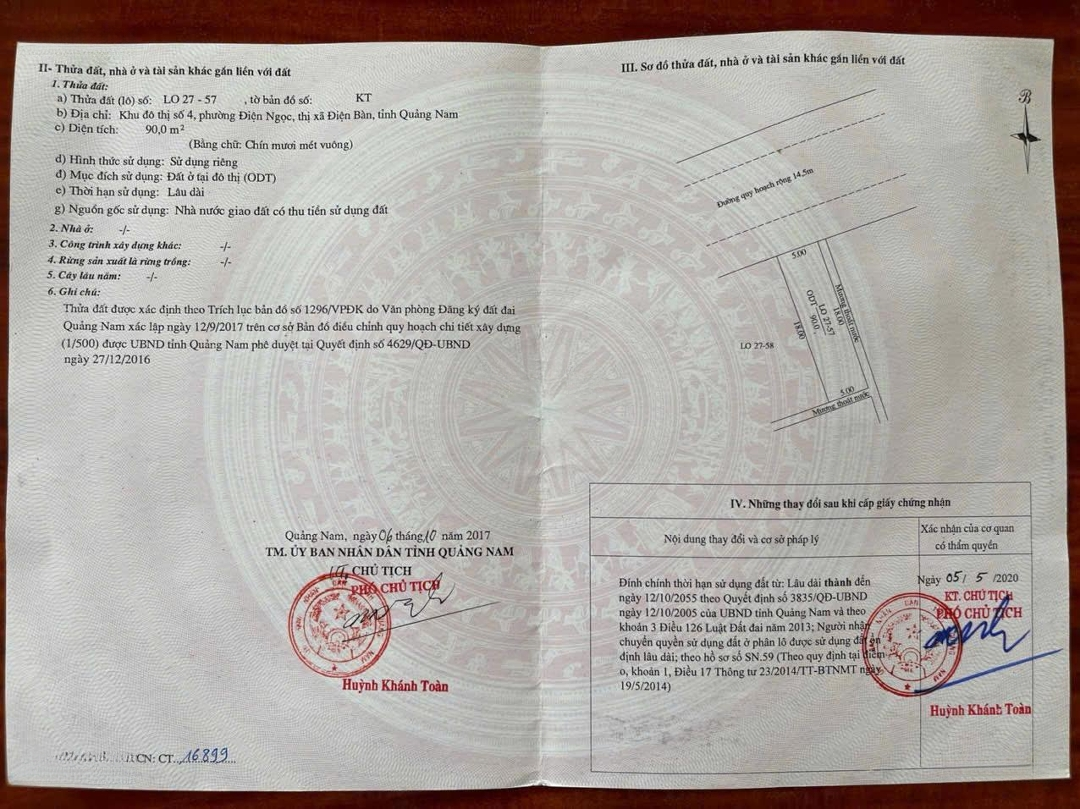 II- Thửa đất, nhà ở và tài sản khác gắn liền với đất
1. Thửa đất:
a) Thửa đất (lô) số: LO 27 - 57 , tờ bản đồ số: KT
b) Địa chỉ: Khu đô thị số 4, phường Điện Ngọc, thị xã Điện Bàn, tỉnh Quảng Nam
c) Diện tích: 90,0 m²
(Bằng chữ: Chín mươi mét vuông)
d) Hình thức sử dụng: Sử dụng riêng
đ) Mục đích sử dụng: Đất ở tại đô thị (ODT)
e) Thời hạn sử dụng: Lâu dài
g) Nguồn gốc sử dụng: Nhà nước giao đất có thu tiền sử dụng đất
2. Nhà ở: -/-
3. Công trình xây dựng khác: -/-
4. Rừng sản xuất là rừng trồng: -/-
5. Cây lâu năm: -/-
6. Ghi chú:
Thửa đất được xác định theo Trích lục bản đồ số 1296/VPĐK do Văn phòng Đăng ký đất đai
Quảng Nam xác lập ngày 12/9/2017 trên cơ sở Bản đồ điều chỉnh quy hoạch chi tiết xây dựng
(1/500) được UBND tỉnh Quảng Nam phê duyệt tại Quyết định số 4629/QĐ-UBND
ngày 27/12/2016
Quảng Nam, ngày 06 tháng 10 năm 2017
TM. ỦY BAN NHÂN DÂN TỈNH QUẢNG NAM
CHỦ TỊCH
PHÓ CHỦ TỊCH
Huỳnh Khánh Toàn
CN: CT 16899
III. Sơ đồ thửa đất, nhà ở và tài sản khác gắn liền với đất
B
Đường quy hoạch rộng 14.5m
5.00
LO 27-57
ODT 90.0
18.00
18.00
Mương thoát nước
LO 27-58
5.00
Mương thoát nước
IV. Những thay đổi sau khi cấp giấy chứng nhận
Nội dung thay đổi và cơ sở pháp lý
Xác nhận của cơ quan
có thẩm quyền
Đính chính thời hạn sử dụng đất từ: Lâu dài thành đến
ngày 12/10/2055 theo Quyết định số 3835/QĐ-UBND
ngày 12/10/2005 của UBND tỉnh Quảng Nam và theo
khoản 3 Điều 126 Luật Đất đai năm 2013; Người nhận
chuyển quyền sử dụng đất ở phân lô được sử dụng đất ổn
định lâu dài; theo hồ sơ số SN.59 (Theo quy định tại điểm
o, khoản 1, Điều 17 Thông tư 23/2014/TT-BTNMT ngày
19/5/2014)
Ngày 05/ 5 /2020
KT. CHỦ TỊCH
PHÓ CHỦ TỊCH
Huỳnh Khánh Toàn